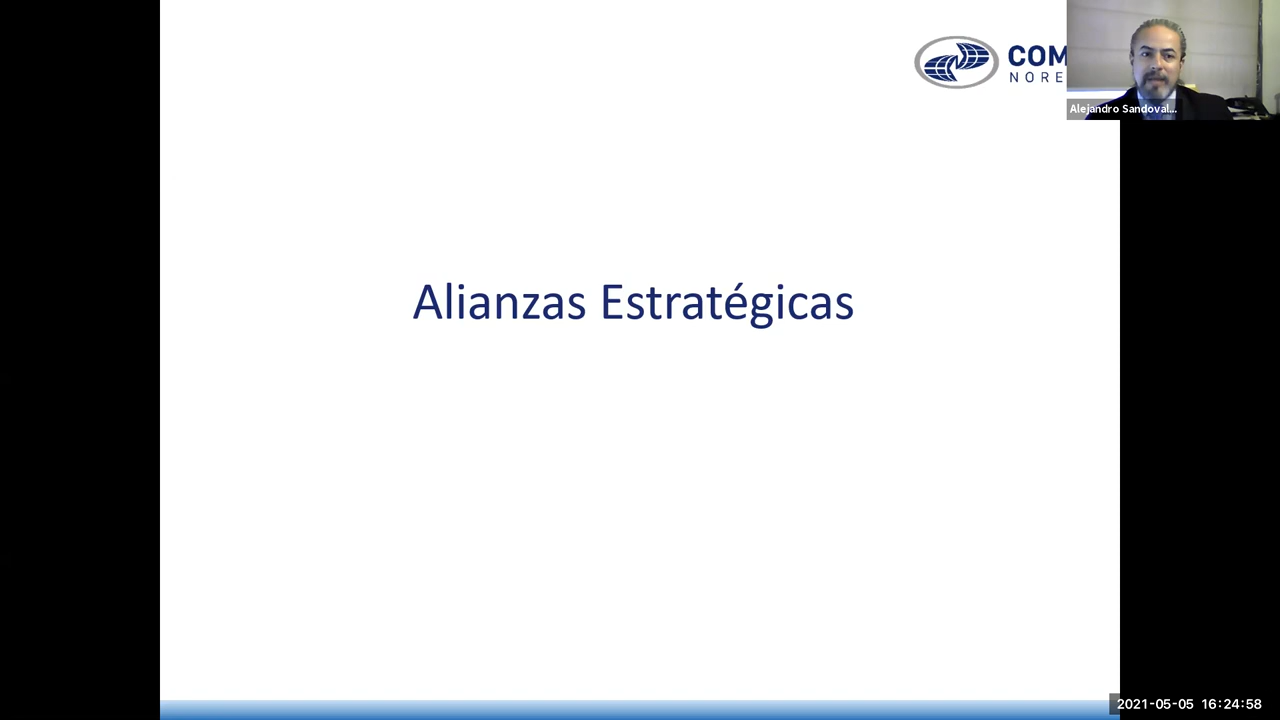 COM
NORE
Alejandro Sandoval...
Alianzas Estratégicas
2021-05-05 16:24:58